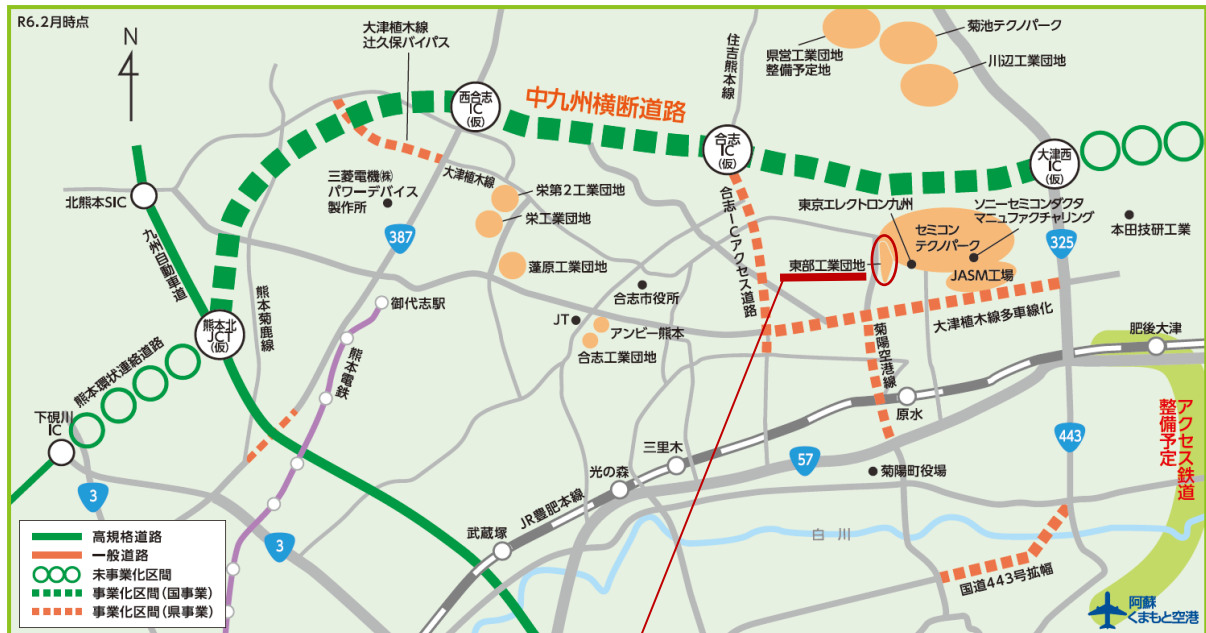 R6.2月時点
N
大津植木線
辻久保バイパス
住吉熊本線
県営工業団地
整備予定地
菊池テクノパーク
川辺工業団地
西合志
IC
(仮)
中九州横断道路
合志
IC
(仮)
大津西
IC
(仮)
北熊本SIC
三菱電機㈱
パワーデバイス
製作所
大津植木線
栄第2工業団地
栄工業団地
蓬原工業団地
387
合志ICアクセス道路
東京エレクトロン九州
ソニーセミコンダクタ
マニュファクチャリング
セミコン
テクノパーク
東部工業団地
JASM工場
325
本田技研工業
九州自動車道
熊本菊鹿線
御代志駅
合志市役所
JT
アンビー熊本
合志工業団地
大津植木線多車線化
菊陽空港線
肥後大津
熊本北
JCT
(仮)
熊本環状連絡道路
熊本電鉄
下硯川
IC
3
3
原水
三里木
光の森
57
443
アクセス鉄道
整備予定
菊陽町役場
武蔵塚
JR豊肥本線
白川
国道443号拡幅
阿蘇
くまもと空港
高規格道路
一般道路
未事業化区間
事業化区間(国事業)
事業化区間(県事業)